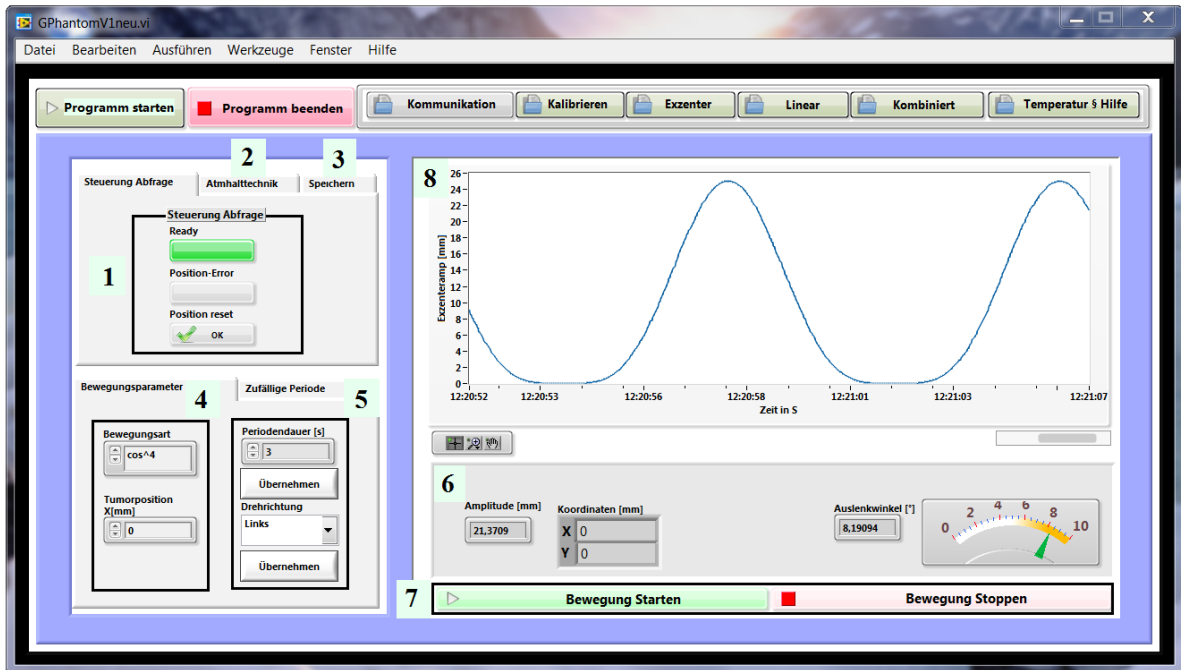 GPhantomV1neu.vi
Datei Bearbeiten Ausführen Werkzeuge Fenster Hilfe
Programm starten
Programm beenden
Kommunikation
Kalibrieren
Exzenter
Linear
Kombiniert
Temperatur § Hilfe
2
3
Steuerung Abfrage
Atmhalttechnik
Speichern
Steuerung Abfrage
Ready
1
Position-Error
Position reset
OK
Bewegungsparameter
Zufällige Periode
4
5
Bewegungsart
cos^4
Tumorposition
X[mm]
0
Periodendauer [s]
3
Übernehmen
Drehrichtung
Links
Übernehmen
8
Exzenteramp [mm]
26
24
22
20
18
16
14
12
10
8
6
4
2
0
12:20:52 12:20:53 12:20:56 12:20:58 12:21:01 12:21:03 12:21:07
Zeit in S
6
Amplitude [mm]
21,3709
Koordinaten [mm]
X 0
Y 0
Auslenkwinkel [°]
8,19094
0 2 4 6 8 10
7
Bewegung Starten
Bewegung Stoppen